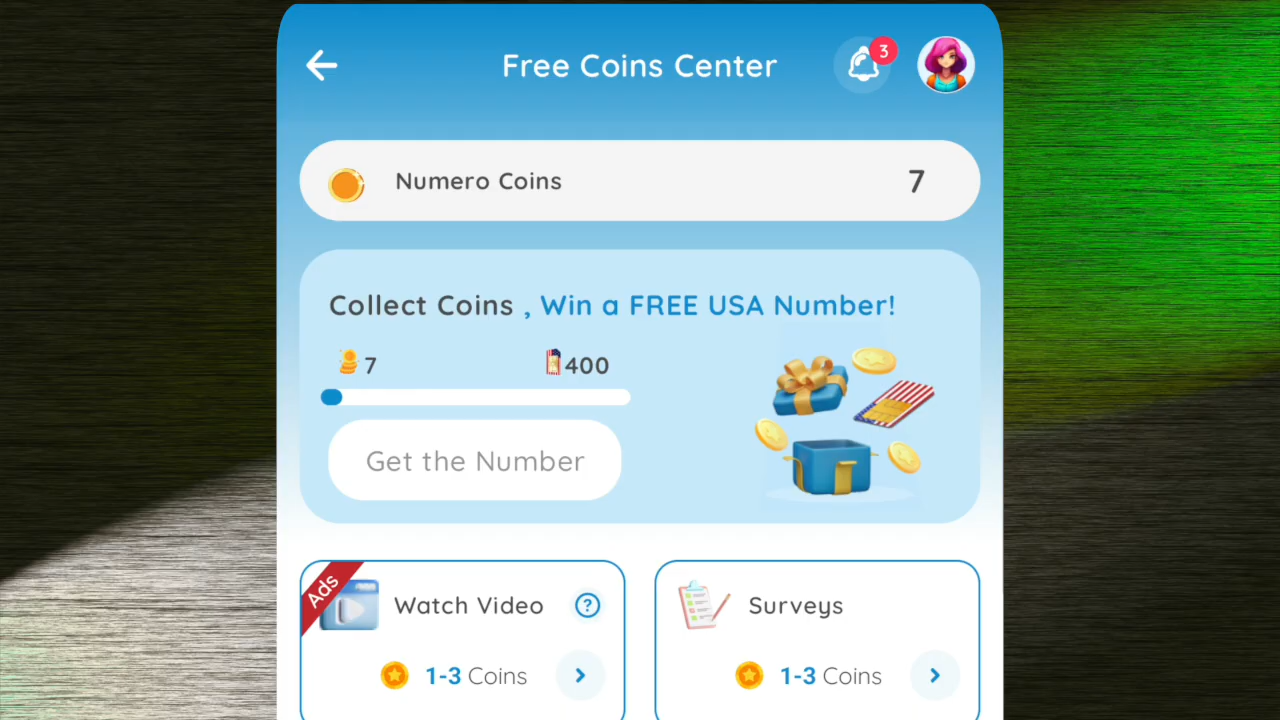 Free Coins Center
3
Numero Coins
7
Collect Coins , Win a FREE USA Number!
7
400
Get the Number
Ads
Watch Video
?
Surveys
1-3 Coins
1-3 Coins